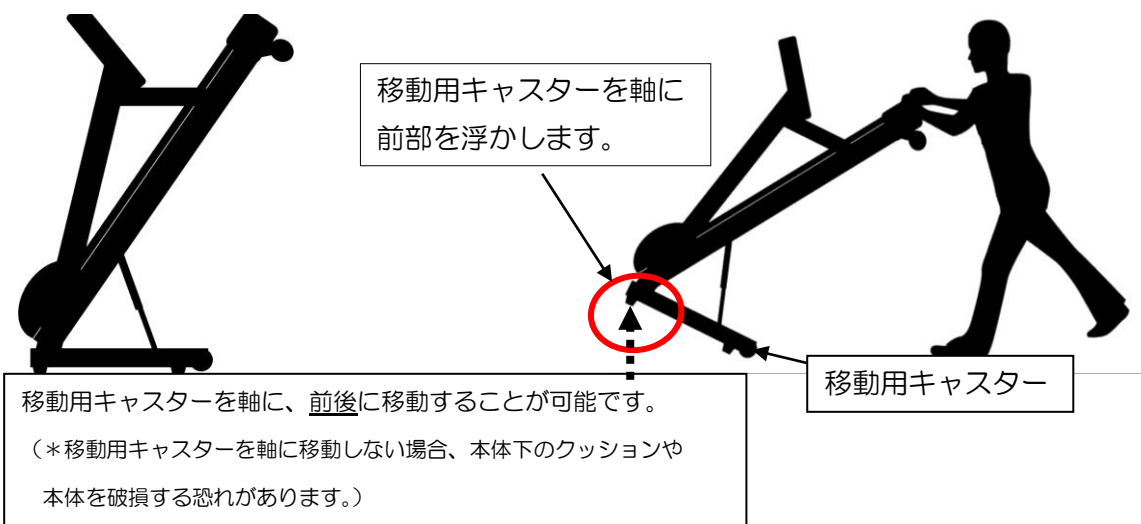 移動用キャスターを軸に
前部を浮かします。
移動用キャスター
移動用キャスターを軸に、前後に移動することが可能です。
（＊移動用キャスターを軸に移動しない場合、本体下のクッションや
本体を破損する恐れがあります。）